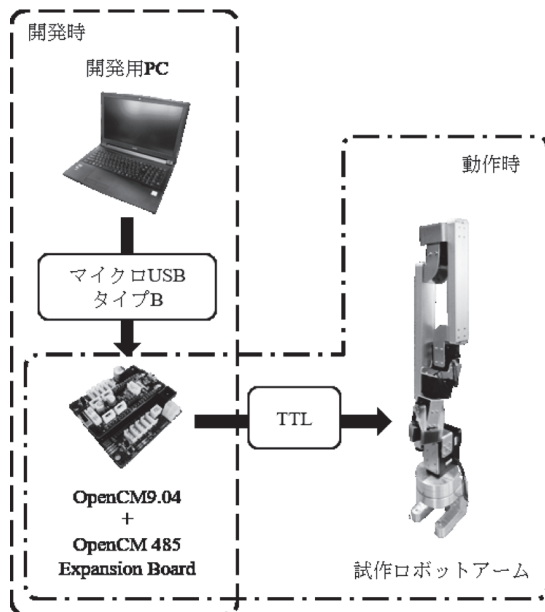 開発時
開発用PC
動作時
マイクロUSB
タイプB
TTL
OpenCM9.04
+
OpenCM 485
Expansion Board
試作ロボットアーム